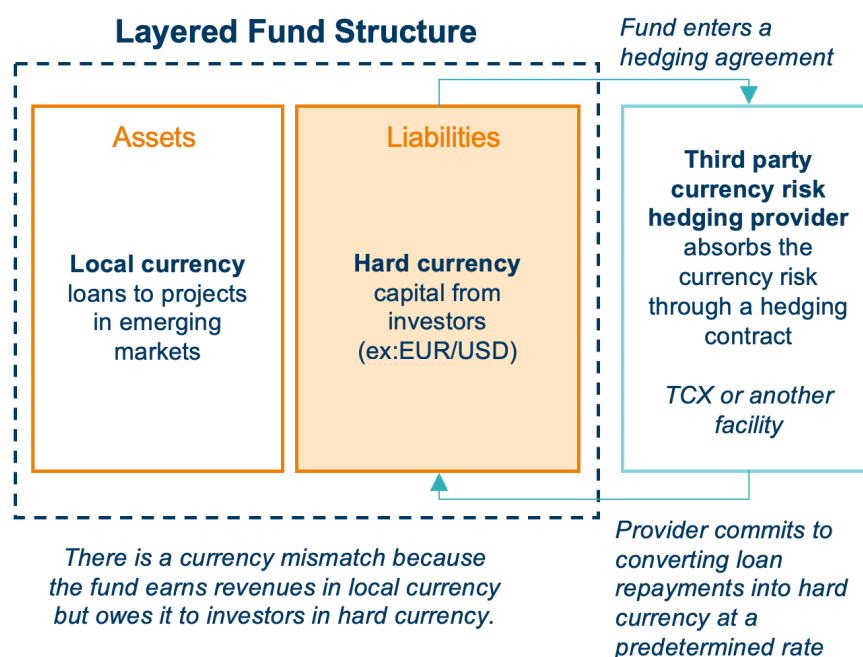 Layered Fund Structure
Fund enters a
hedging agreement
Assets
Local currency
loans to projects
in emerging
markets
Liabilities
Hard currency
capital from
investors
(ex:EUR/USD)
Third party
currency risk
hedging provider
absorbs the
currency risk
through a hedging
contract
TCX or another
facility
There is a currency mismatch because
the fund earns revenues in local currency
but owes it to investors in hard currency.
Provider commits to
converting loan
repayments into hard
currency at a
predetermined rate